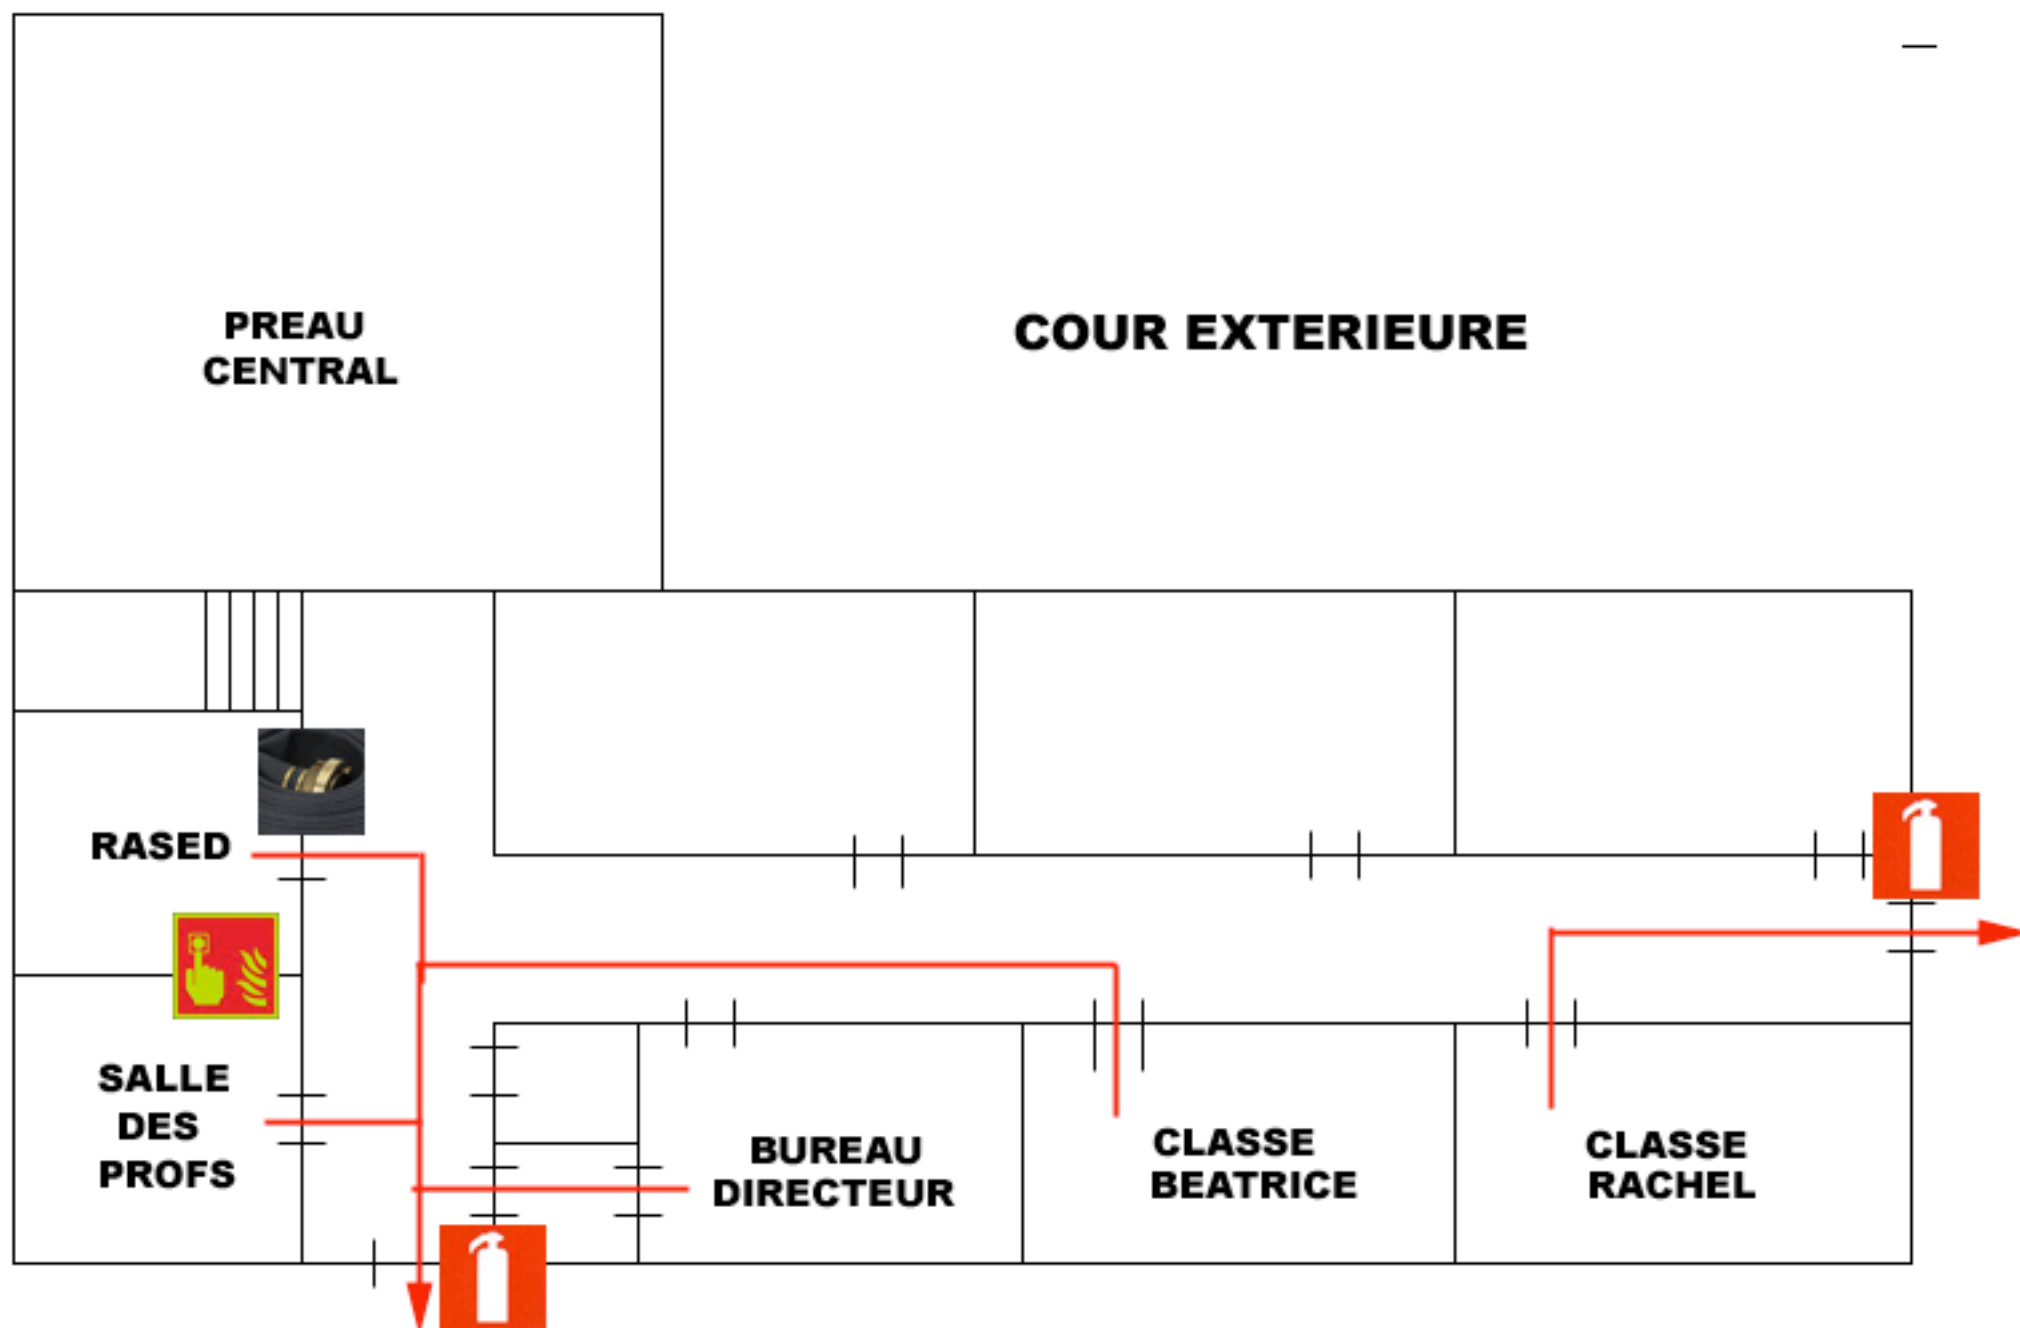 PREAU
CENTRAL
COUR EXTERIEURE
RASED
SALLE
DES
PROFS
BUREAU
DIRECTEUR
CLASSE
BEATRICE
CLASSE
RACHEL